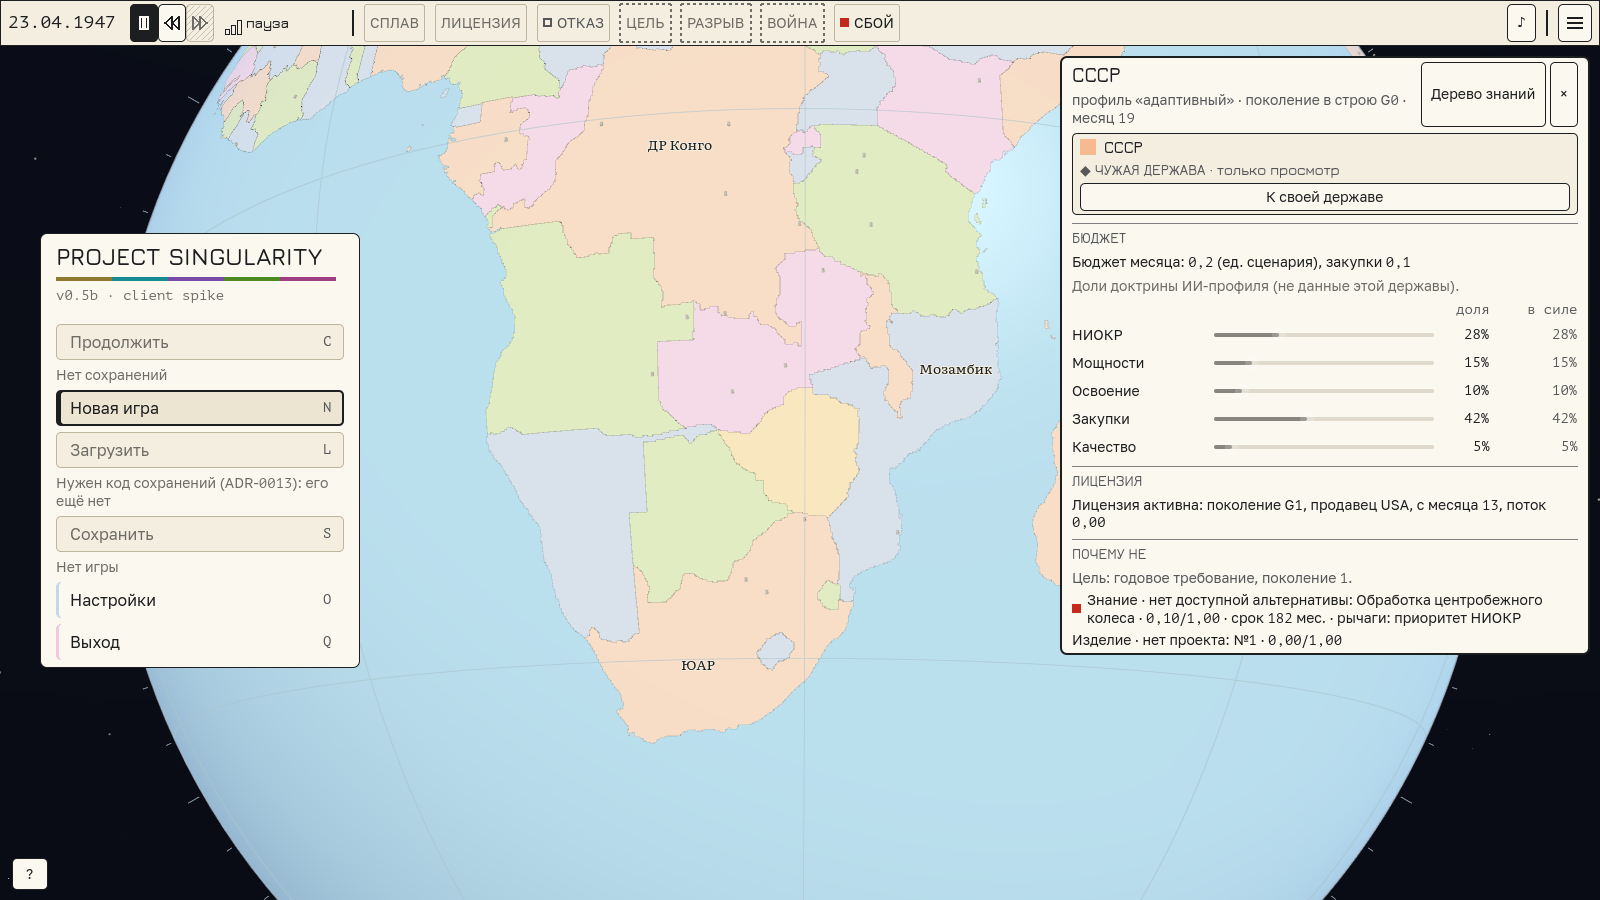 23.04.1947
пауза
СПЛАВ
ЛИЦЕНЗИЯ
ОТКАЗ
ЦЕЛЬ
РАЗРЫВ
ВОЙНА
СБОЙ
PROJECT SINGULARITY
v0.5b · client spike
Продолжить C
Нет сохранений
Новая игра N
Загрузить L
Нужен код сохранений (ADR-0013): его
ещё нет
Сохранить S
Нет игры
Настройки O
Выход Q
?
ДР Конго
Мозамбик
ЮАР
СССР
профиль «адаптивный» · поколение в строю G0 ·
месяц 19
Дерево знаний
×
СССР
◆ ЧУЖАЯ ДЕРЖАВА · только просмотр
К своей державе
БЮДЖЕТ
Бюджет месяца: 0,2 (ед. сценария), закупки 0,1
Доли доктрины ИИ-профиля (не данные этой державы).
доля в силе
НИОКР 28% 28%
Мощности 15% 15%
Освоение 10% 10%
Закупки 42% 42%
Качество 5% 5%
ЛИЦЕНЗИЯ
Лицензия активна: поколение G1, продавец USA, с месяца 13, поток
0,00
ПОЧЕМУ НЕ
Цель: годовое требование, поколение 1.
Знание · нет доступной альтернативы: Обработка центробежного
колеса · 0,10/1,00 · срок 182 мес. · рычаги: приоритет НИОКР
Изделие · нет проекта: №1 · 0,00/1,00